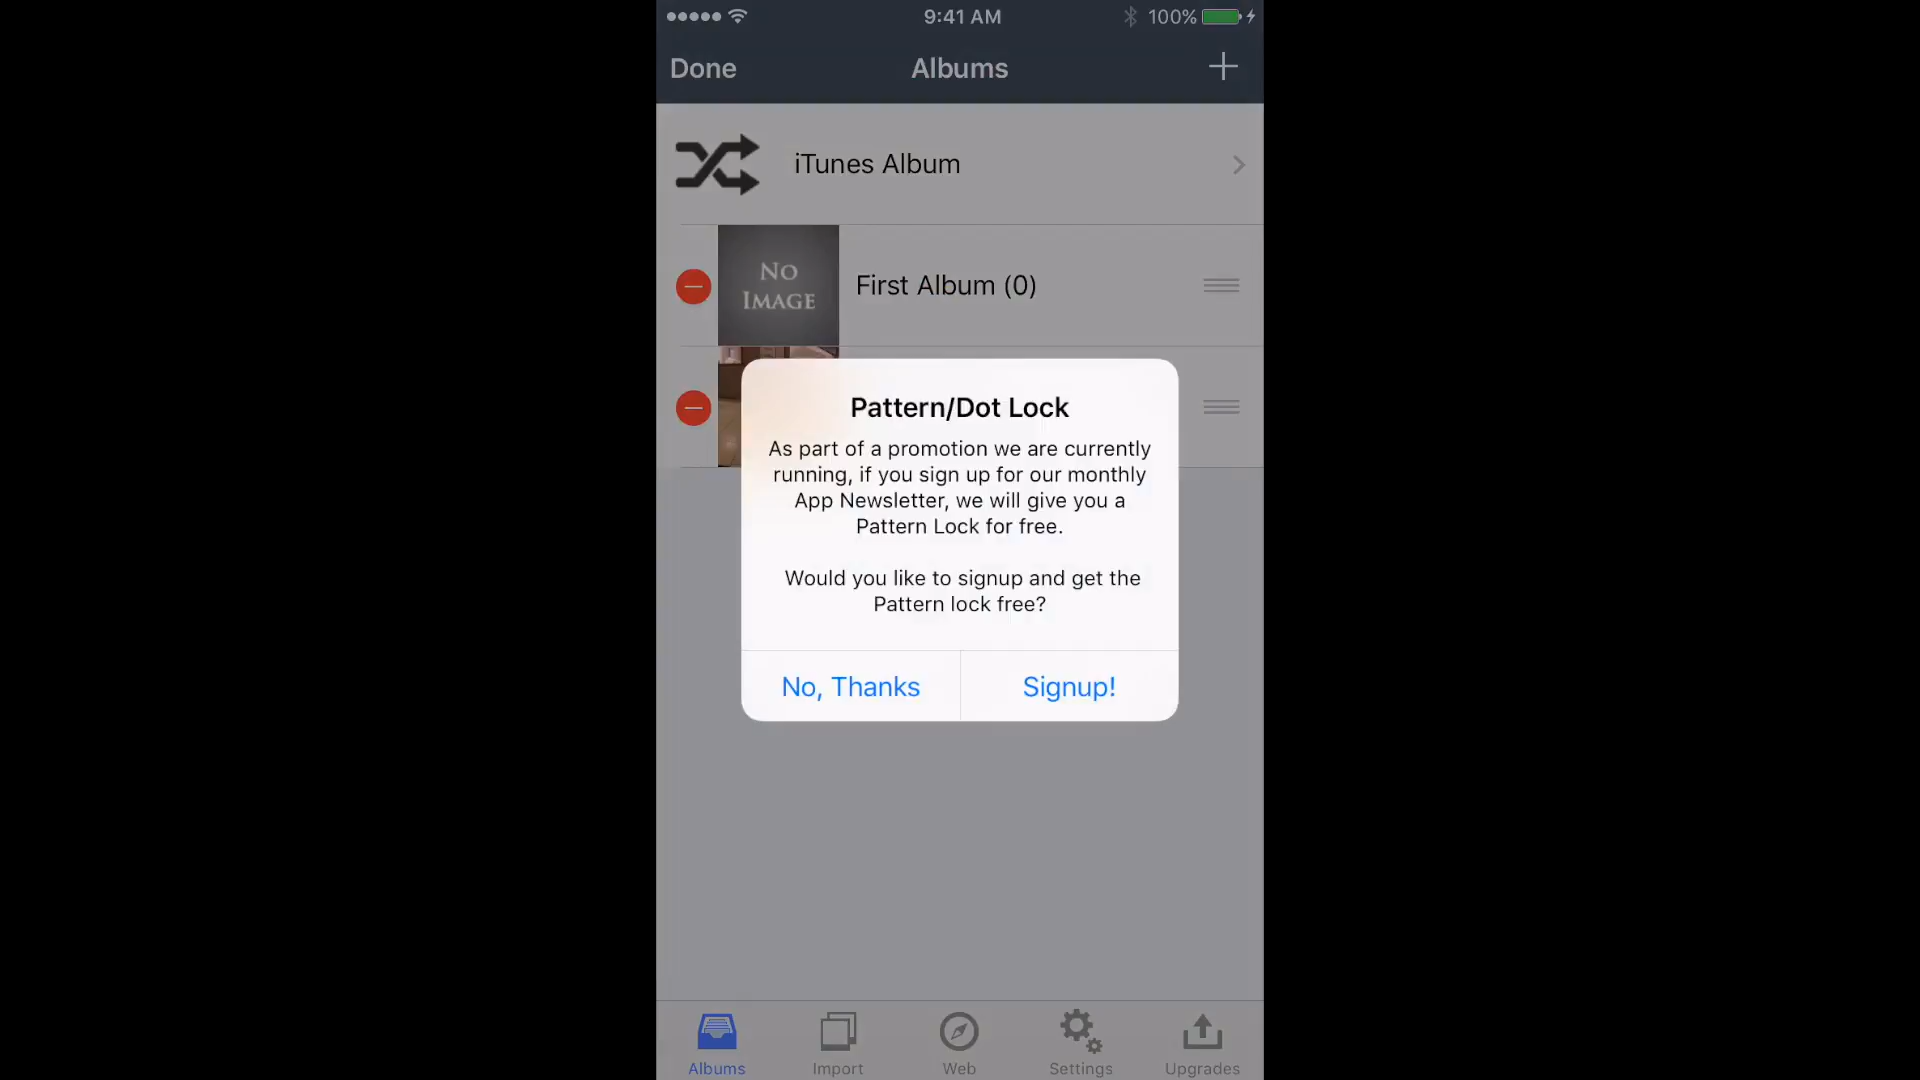 9:41 AM
100%
Done
Albums
iTunes Album
NO
IMAGE
First Album (0)
Pattern/Dot Lock
As part of a promotion we are currently
running, if you sign up for our monthly
App Newsletter, we will give you a
Pattern Lock for free.
Would you like to signup and get the
Pattern lock free?
No, Thanks
Signup!
Albums
Import
Web
Settings
Upgrades